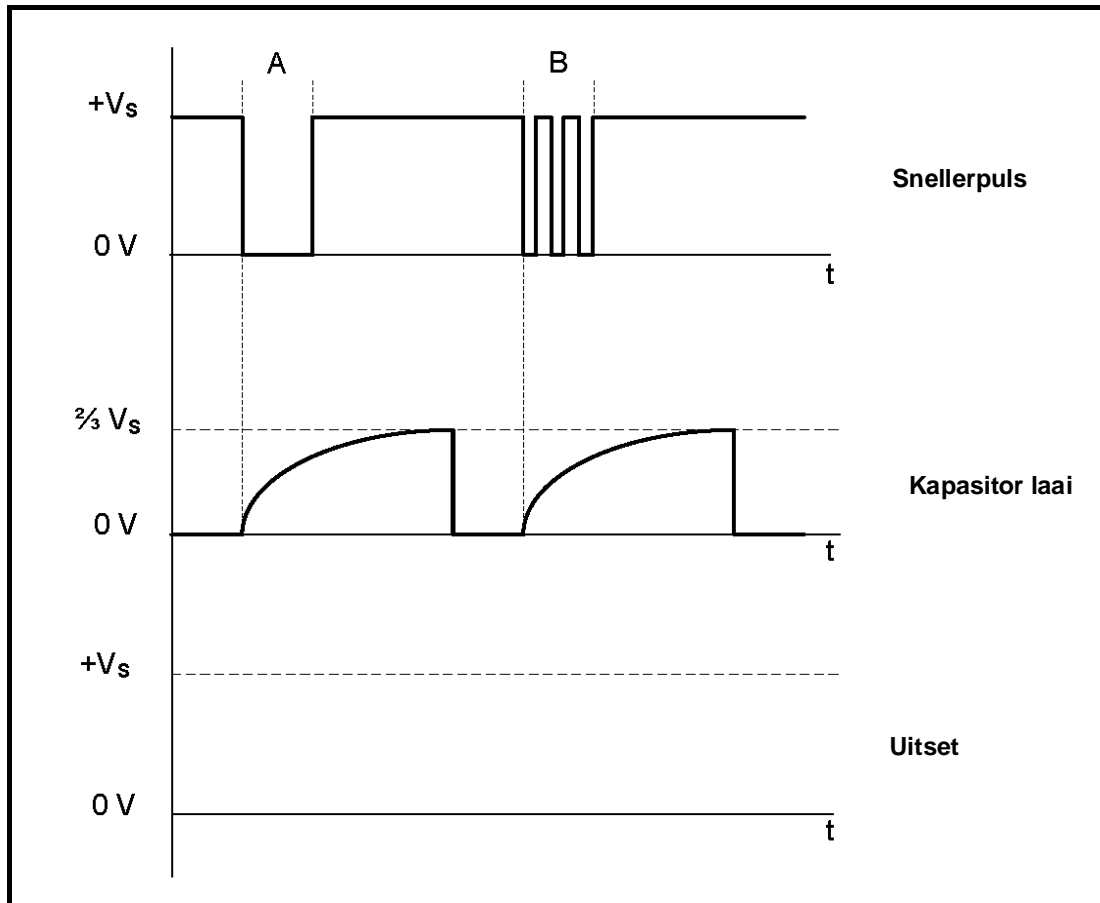 A
B
+Vs
Snellerpuls
0 V
t
⅔ Vs
Kapasitor laai
0 V
t
+Vs
Uitset
0 V
t